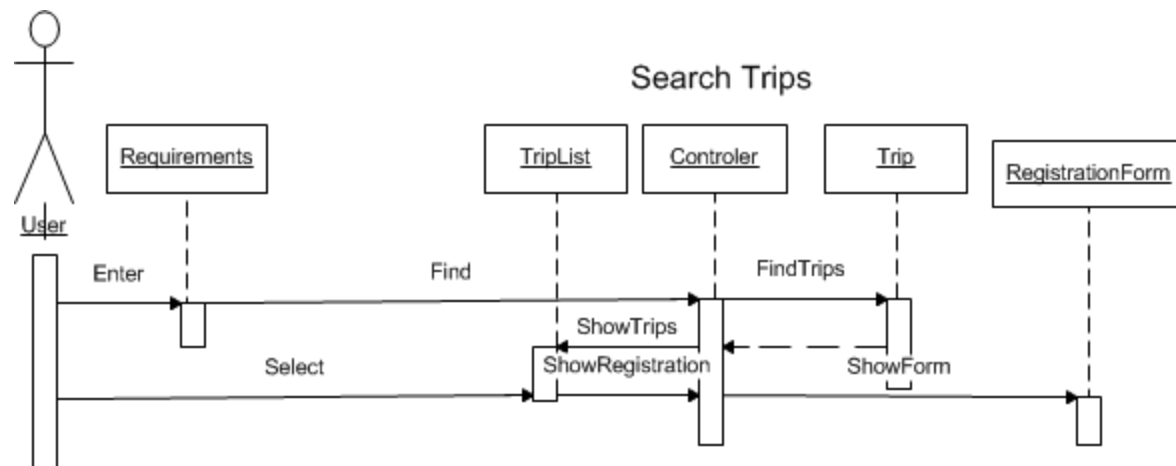 Search Trips
Requirements
TripList
Controler
Trip
RegistrationForm
User
Enter
Find
FindTrips
ShowTrips
Select
ShowRegistration
ShowForm